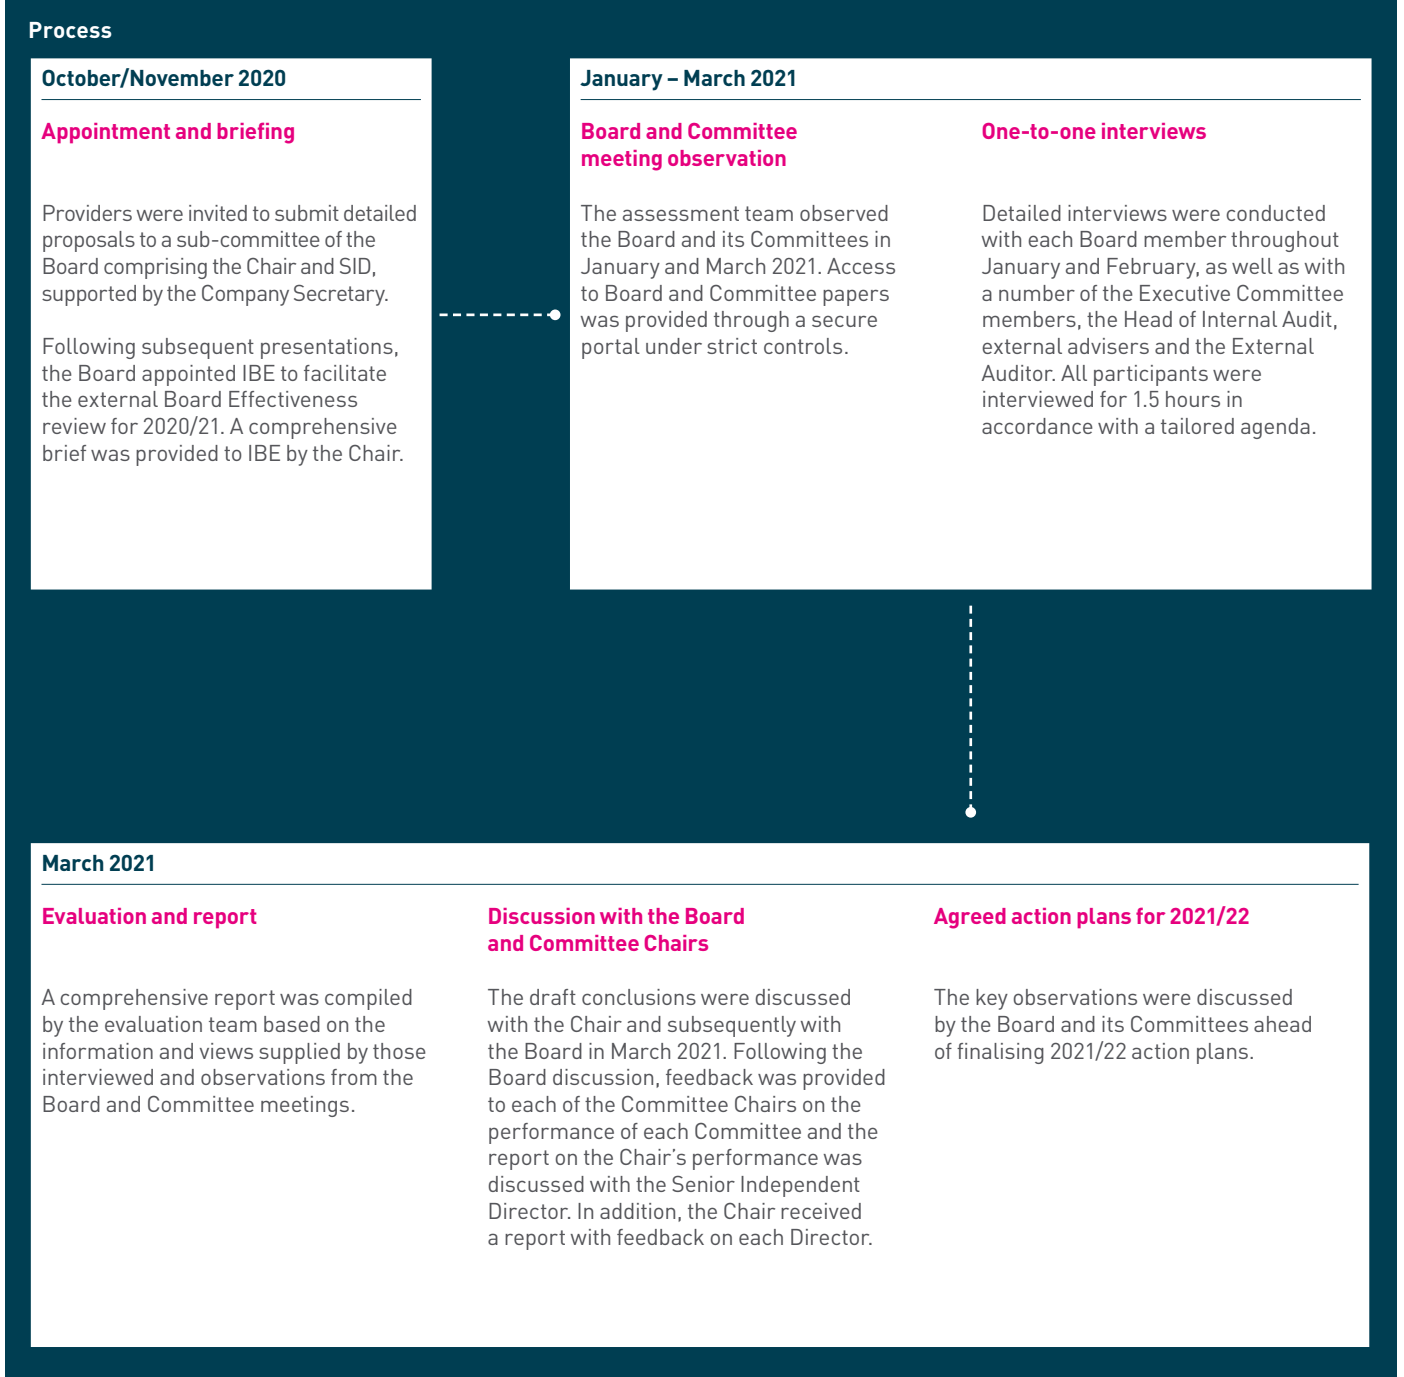 Process
October/November 2020
Appointment and briefing
Providers were invited to submit detailed
proposals to a sub-committee of the
Board comprising the Chair and SID,
supported by the Company Secretary.
Following subsequent presentations,
the Board appointed IBE to facilitate
the external Board Effectiveness
review for 2020/21. A comprehensive
brief was provided to IBE by the Chair.
January – March 2021
Board and Committee
meeting observation
The assessment team observed
the Board and its Committees in
January and March 2021. Access
to Board and Committee papers
was provided through a secure
portal under strict controls.
One-to-one interviews
Detailed interviews were conducted
with each Board member throughout
January and February, as well as with
a number of the Executive Committee
members, the Head of Internal Audit,
external advisers and the External
Auditor. All participants were
interviewed for 1.5 hours in
accordance with a tailored agenda.
March 2021
Evaluation and report
A comprehensive report was compiled
by the evaluation team based on the
information and views supplied by those
interviewed and observations from the
Board and Committee meetings.
Discussion with the Board
and Committee Chairs
The draft conclusions were discussed
with the Chair and subsequently with
the Board in March 2021. Following the
Board discussion, feedback was provided
to each of the Committee Chairs on the
performance of each Committee and the
report on the Chair's performance was
discussed with the Senior Independent
Director. In addition, the Chair received
a report with feedback on each Director.
Agreed action plans for 2021/22
The key observations were discussed
by the Board and its Committees ahead
of finalising 2021/22 action plans.